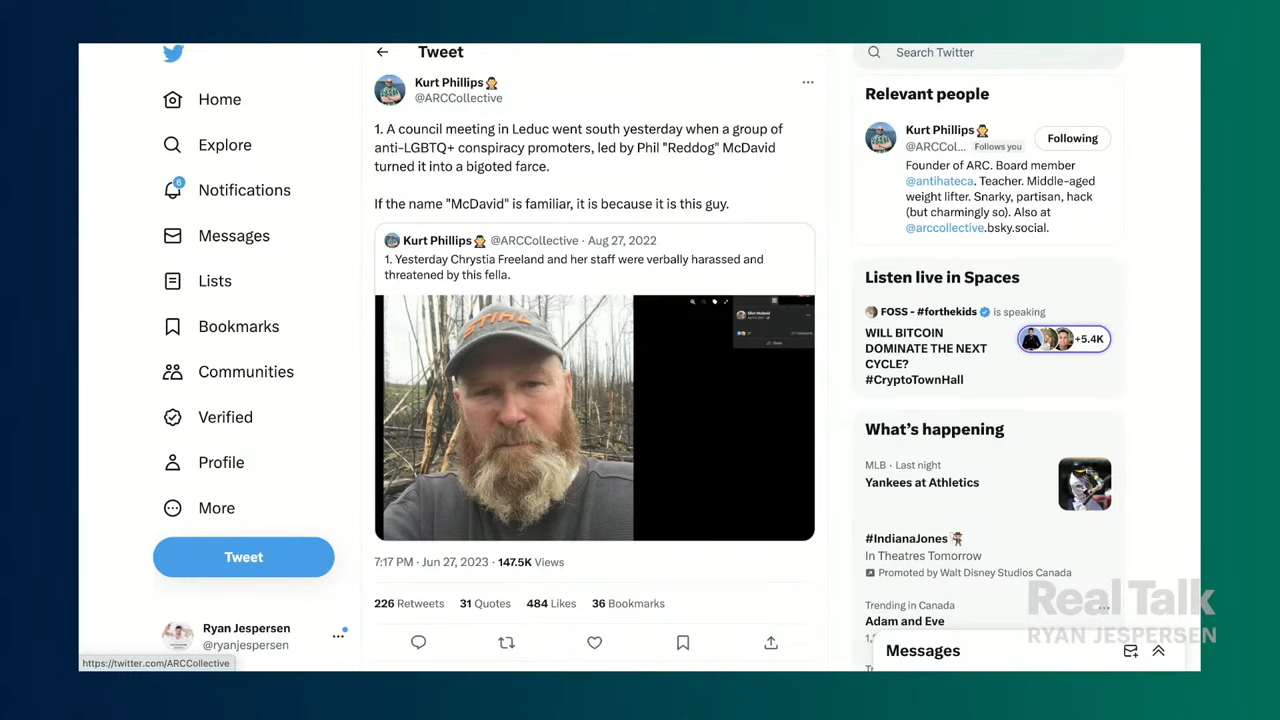 Tweet
Search Twitter
Home
Explore
6
Notifications
Messages
Lists
Bookmarks
Communities
Verified
Profile
More
Tweet
Ryan Jespersen
@ryanjespersen
https://twitter.com/ARCCollective
Kurt Phillips
@ARCCollective
1. A council meeting in Leduc went south yesterday when a group of
anti-LGBTQ+ conspiracy promoters, led by Phil "Reddog" McDavid
turned it into a bigoted farce.
If the name "McDavid" is familiar, it is because it is this guy.
Kurt Phillips @ARCCollective · Aug 27, 2022
1. Yesterday Chrystia Freeland and her staff were verbally harassed and
threatened by this fella.
STIHL
Share
7:17 PM · Jun 27, 2023 · 147.5K Views
226 Retweets 31 Quotes 484 Likes 36 Bookmarks
Relevant people
Kurt Phillips
@ARCCol... Follows you
Following
Founder of ARC. Board member
@antihateca. Teacher. Middle-aged
weight lifter. Snarky, partisan, hack
(but charmingly so). Also at
@arccollective.bsky.social.
Listen live in Spaces
FOSS - #forthekids is speaking
WILL BITCOIN
DOMINATE THE NEXT
CYCLE?
#CryptoTownHall
+5.4K
What's happening
MLB · Last night
Yankees at Athletics
#IndianaJones
In Theatres Tomorrow
Promoted by Walt Disney Studios Canada
Trending in Canada
Adam and Eve
Messages
Real Talk
RYAN JESPERSEN